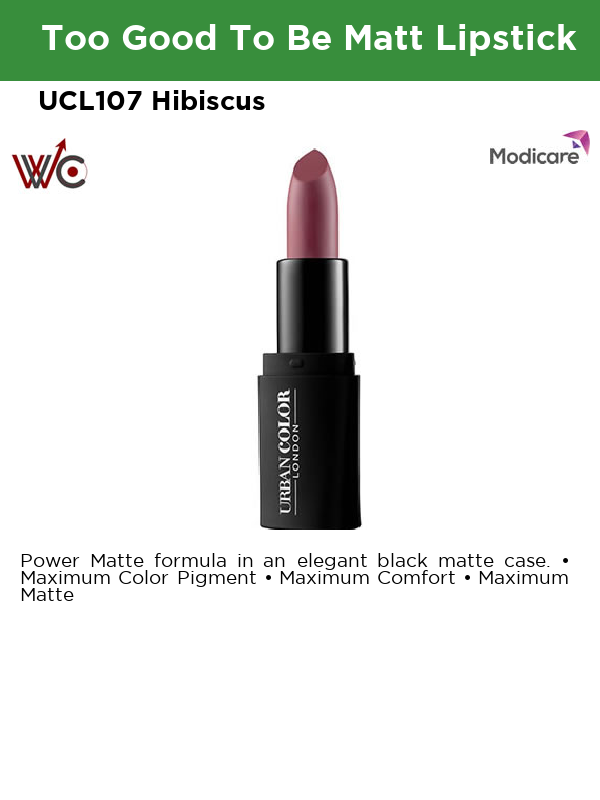 Too Good To Be Matt Lipstick
UCL107 Hibiscus
WC
Modicare
URBAN COLOR
LONDON
Power Matte formula in an elegant black matte case. •
Maximum Color Pigment • Maximum Comfort • Maximum
Matte